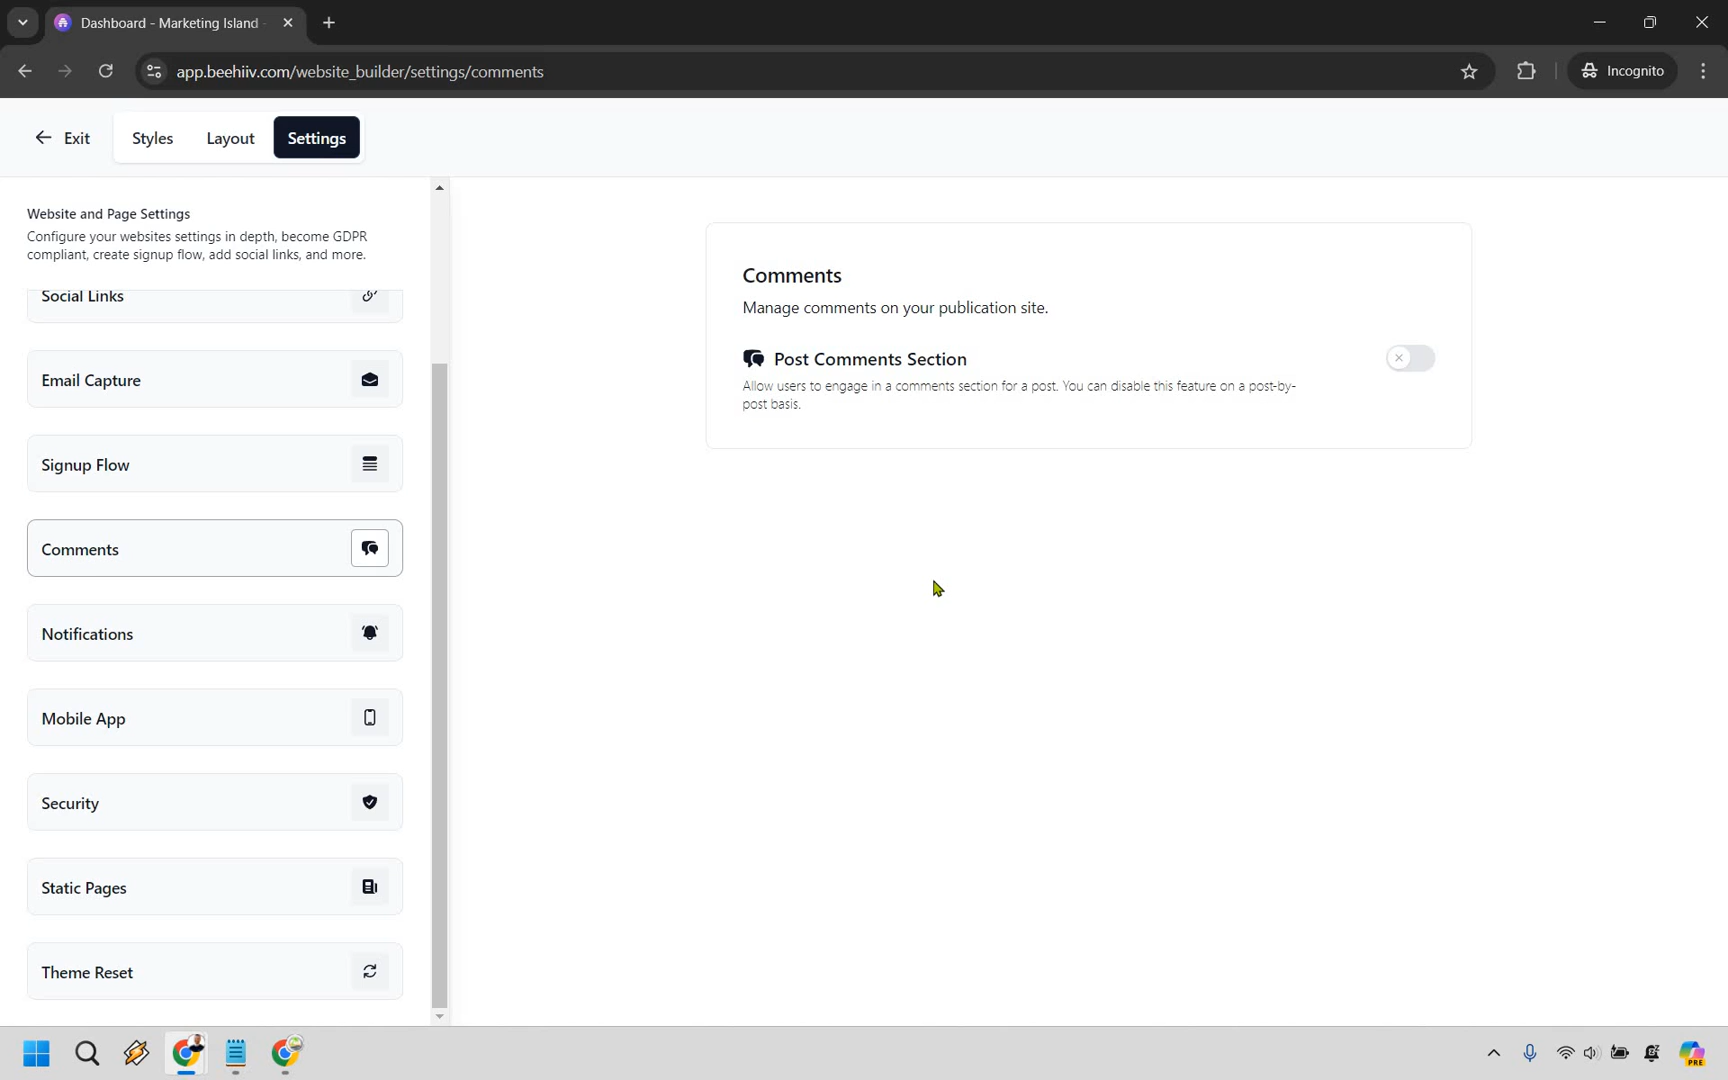 Dashboard - Marketing Island
app.beehiiv.com/website_builder/settings/comments
Incognito
Exit
Styles
Layout
Settings
Website and Page Settings
Configure your websites settings in depth, become GDPR
compliant, create signup flow, add social links, and more.
Social Links
Email Capture
Signup Flow
Comments
Notifications
Mobile App
Security
Static Pages
Theme Reset
Comments
Manage comments on your publication site.
Post Comments Section
Allow users to engage in a comments section for a post. You can disable this feature on a post-by-
post basis.
PRE